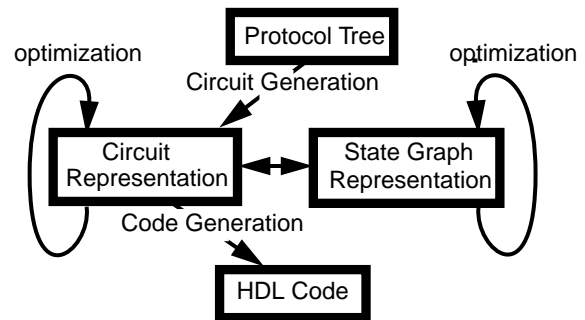 Protocol Tree
optimization
optimization
Circuit Generation
Circuit
Representation
State Graph
Representation
Code Generation
HDL Code